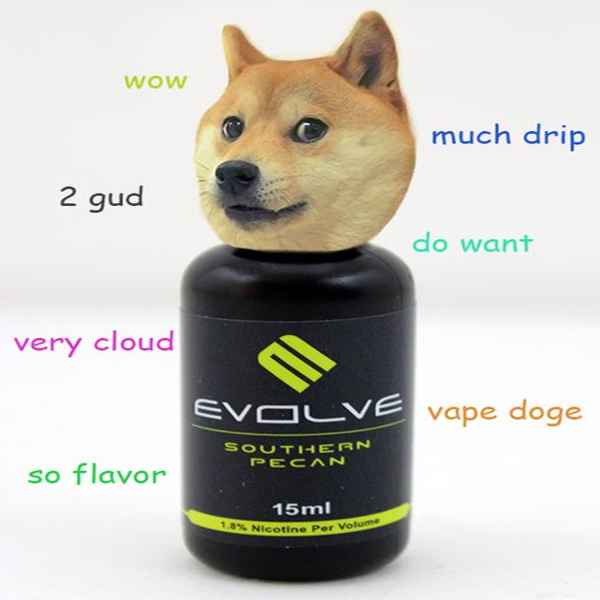 wow
much drip
2 gud
do want
very cloud
EVOLVE
vape doge
SOUTHERN
PECAN
so flavor
15ml
1.8% Nicotine Per Volume